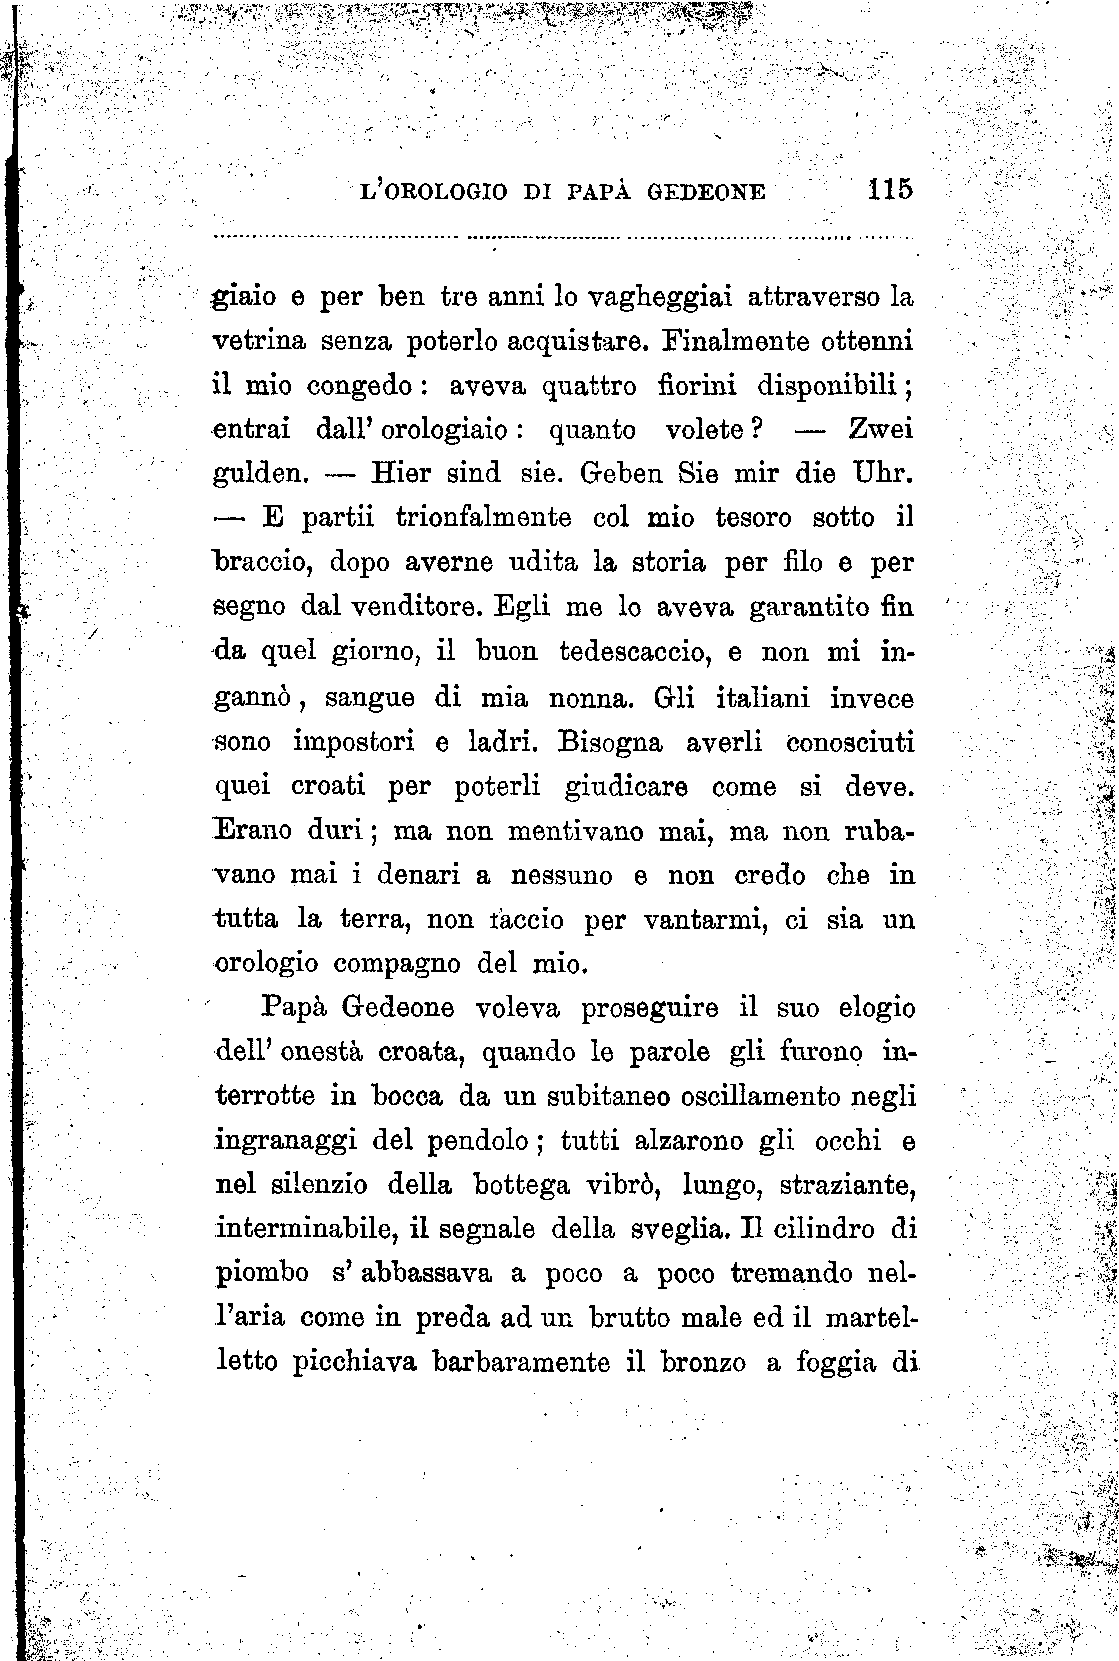 L'OROLOGIO DI PAPÀ GEDEONE 115
giaio e per ben tre anni lo vagheggiai attraverso la
vetrina senza poterlo acquistare. Finalmente ottenni
il mio congedo : aveva quattro fiorini disponibili ;
entrai dall' orologiaio : quanto volete ? — Zwei
gulden. — Hier sind sie. Geben Sie mir die Uhr.
— E partii trionfalmente col mio tesoro sotto il
braccio, dopo averne udita la storia per filo e per
segno dal venditore. Egli me lo aveva garantito fin
da quel giorno, il buon tedescaccio, e non mi in-
gannò , sangue di mia nonna. Gli italiani invece
sono impostori e ladri. Bisogna averli conosciuti
quei croati per poterli giudicare come si deve.
Erano duri ; ma non mentivano mai, ma non ruba-
vano mai i denari a nessuno e non credo che in
tutta la terra, non faccio per vantarmi, ci sia un
orologio compagno del mio.
Papà Gedeone voleva proseguire il suo elogio
dell' onestà croata, quando le parole gli furono in-
terrotte in bocca da un subitaneo oscillamento negli
ingranaggi del pendolo ; tutti alzarono gli occhi e
nel silenzio della bottega vibrò, lungo, straziante,
interminabile, il segnale della sveglia. Il cilindro di
piombo s' abbassava a poco a poco tremando nel-
l'aria come in preda ad un brutto male ed il martel-
letto picchiava barbaramente il bronzo a foggia di